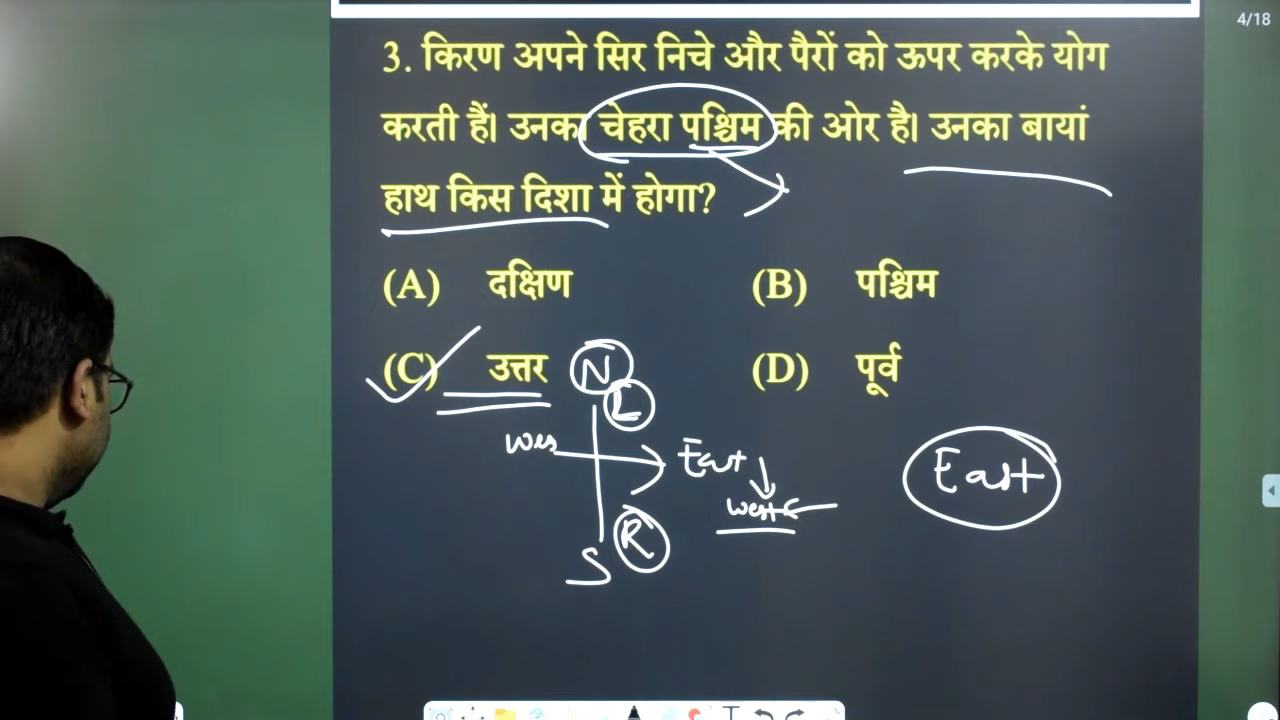 4/18
3. किरण अपने सिर निचे और पैरों को ऊपर करके योग
करती हैं। उनका चेहरा पश्चिम की ओर है। उनका बायां
हाथ किस दिशा में होगा?
(A) दक्षिण (B) पश्चिम
(C) उत्तर (D) पूर्व
N
L
Wes East
East
West
R
S
T